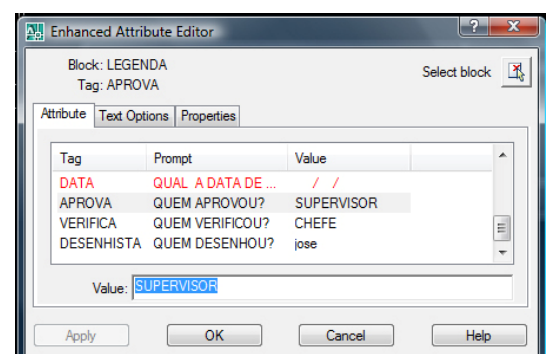 Enhanced Attribute Editor
Block: LEGENDA
Tag: APROVA
Select block
Attribute Text Options Properties
Tag Prompt Value
DATA QUAL A DATA DE ... / /
APROVA QUEM APROVOU? SUPERVISOR
VERIFICA QUEM VERIFICOU? CHEFE
DESENHISTA QUEM DESENHOU? jose
Value: SUPERVISOR
Apply OK Cancel Help